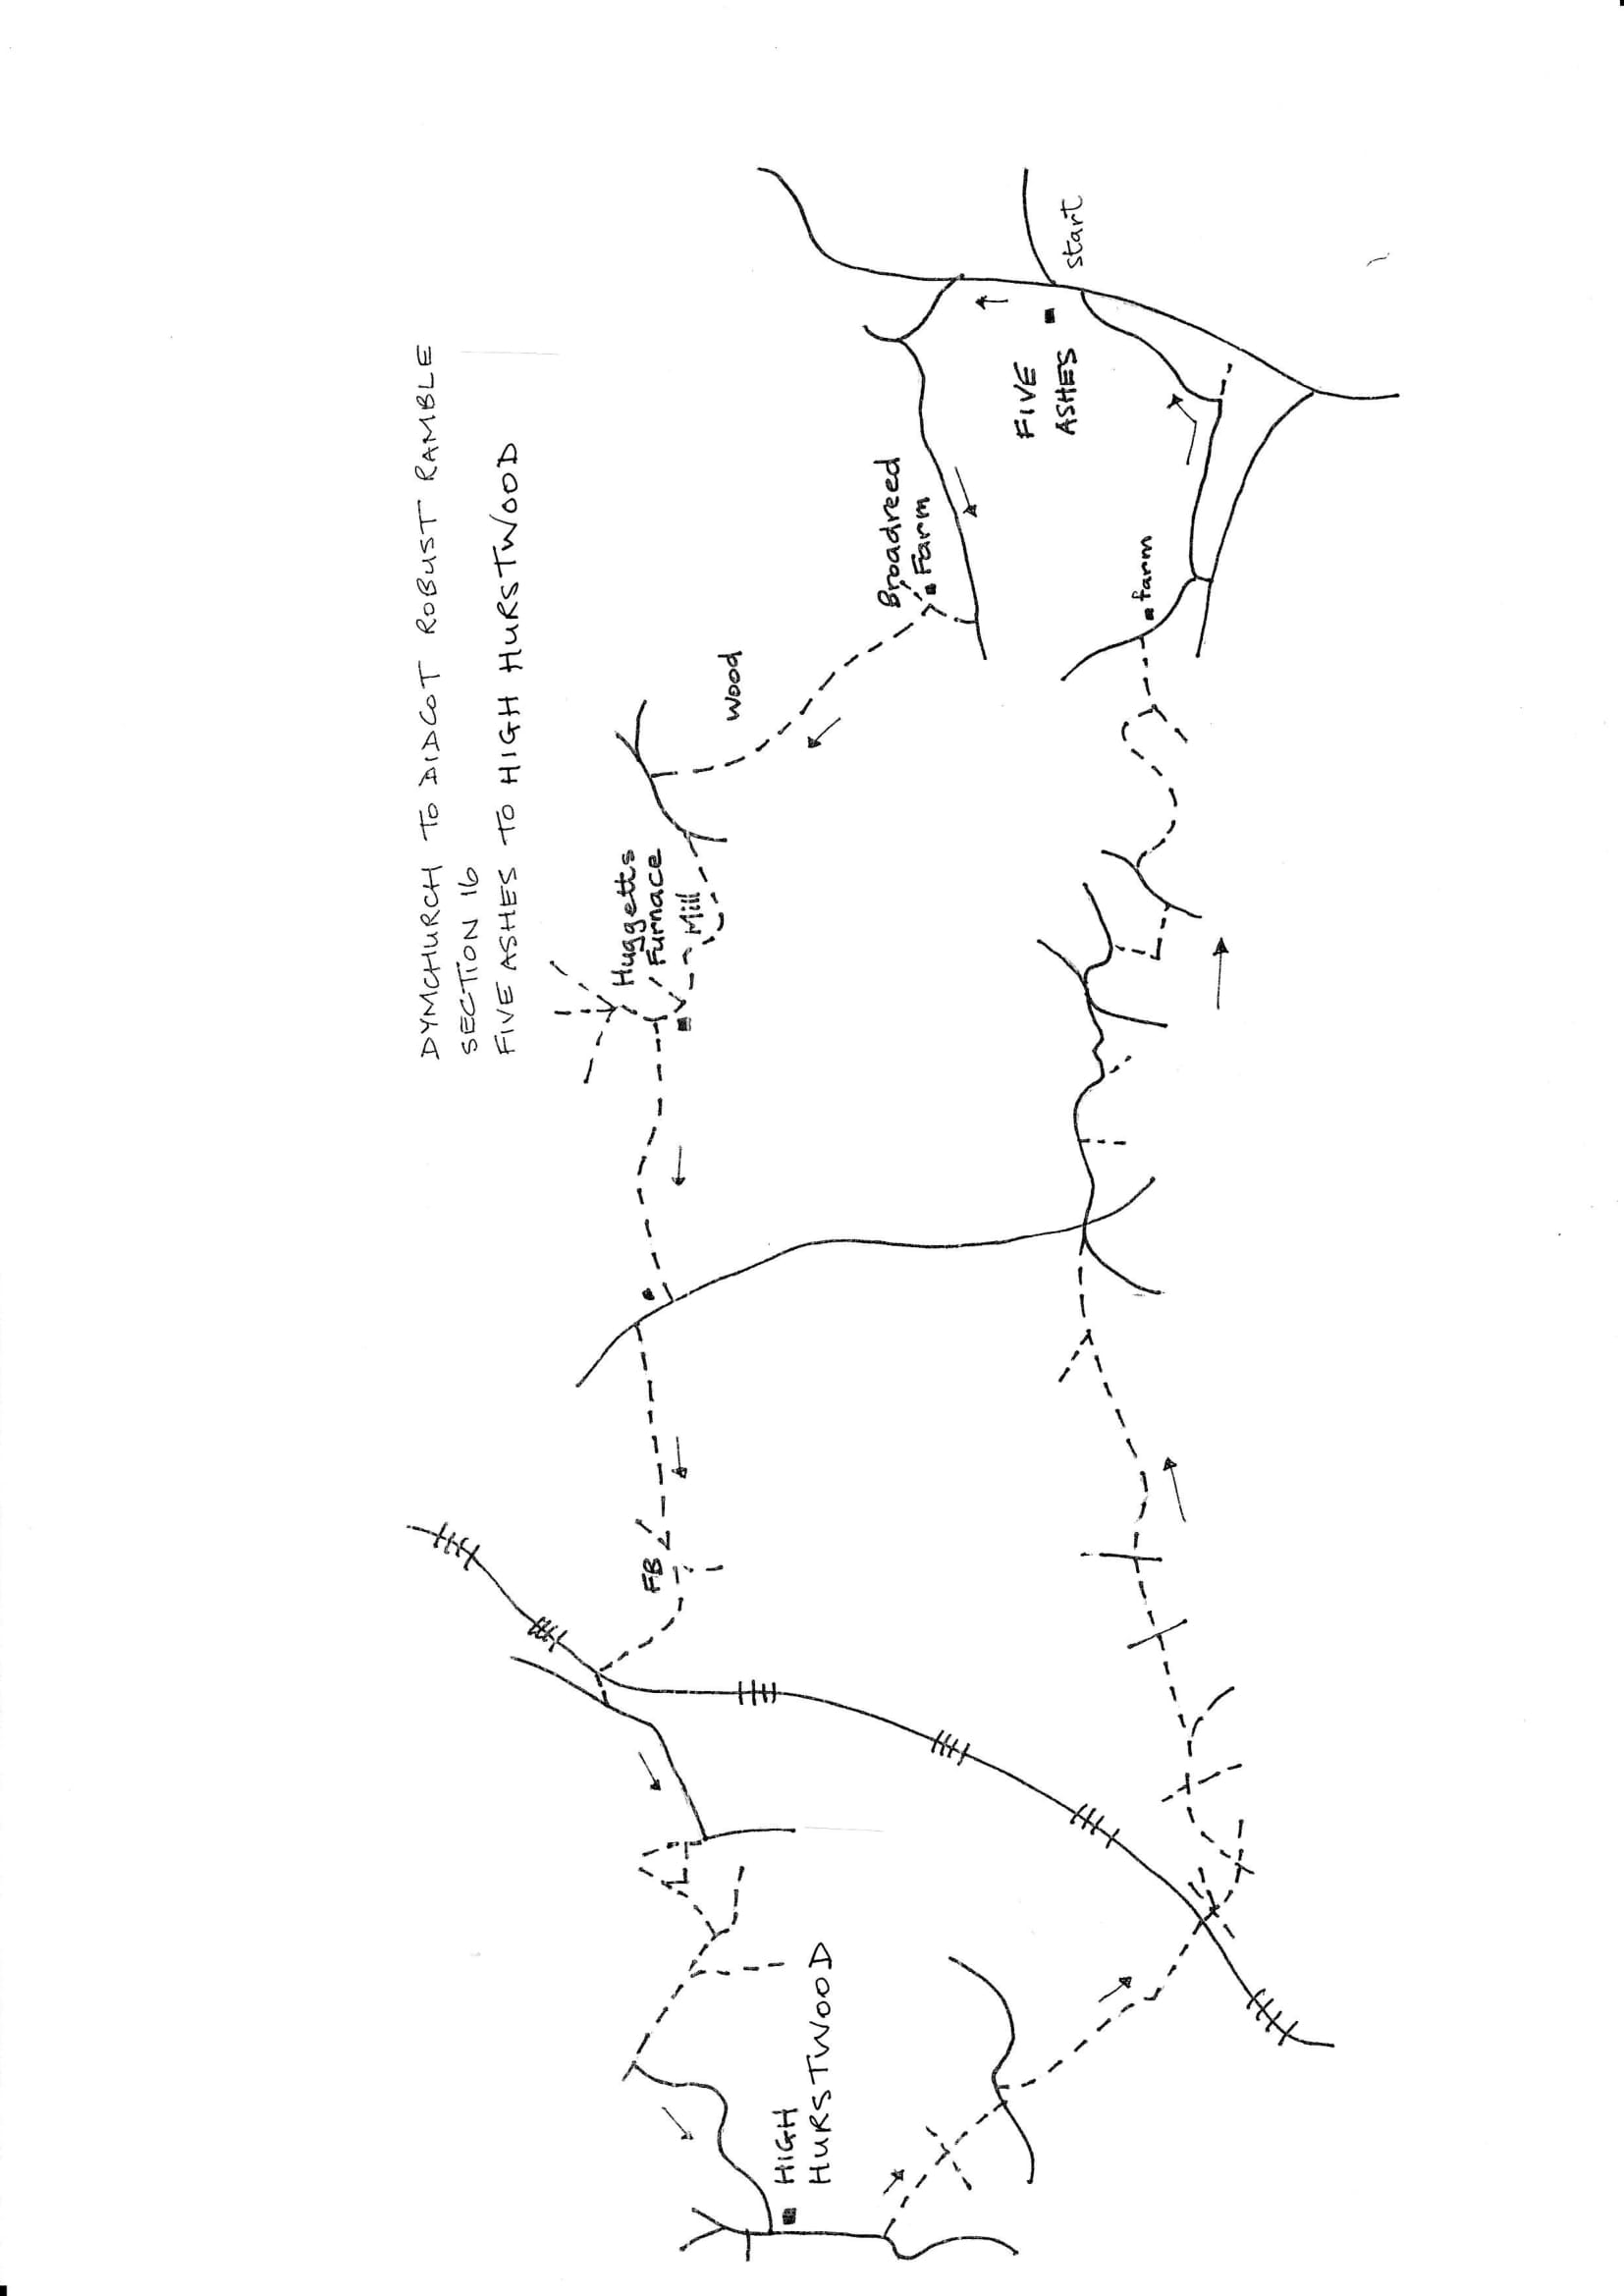 DYMCHURCH TO DIDCOT ROBUST RAMBLE
SECTION 16
FIVE ASHES TO HIGH HURSTWOOD
Huggetts
Furnace
Mill
FB
wood
HIGH
HURSTWOOD
Broadreed
Farm
FIVE
ASHES
start
farm